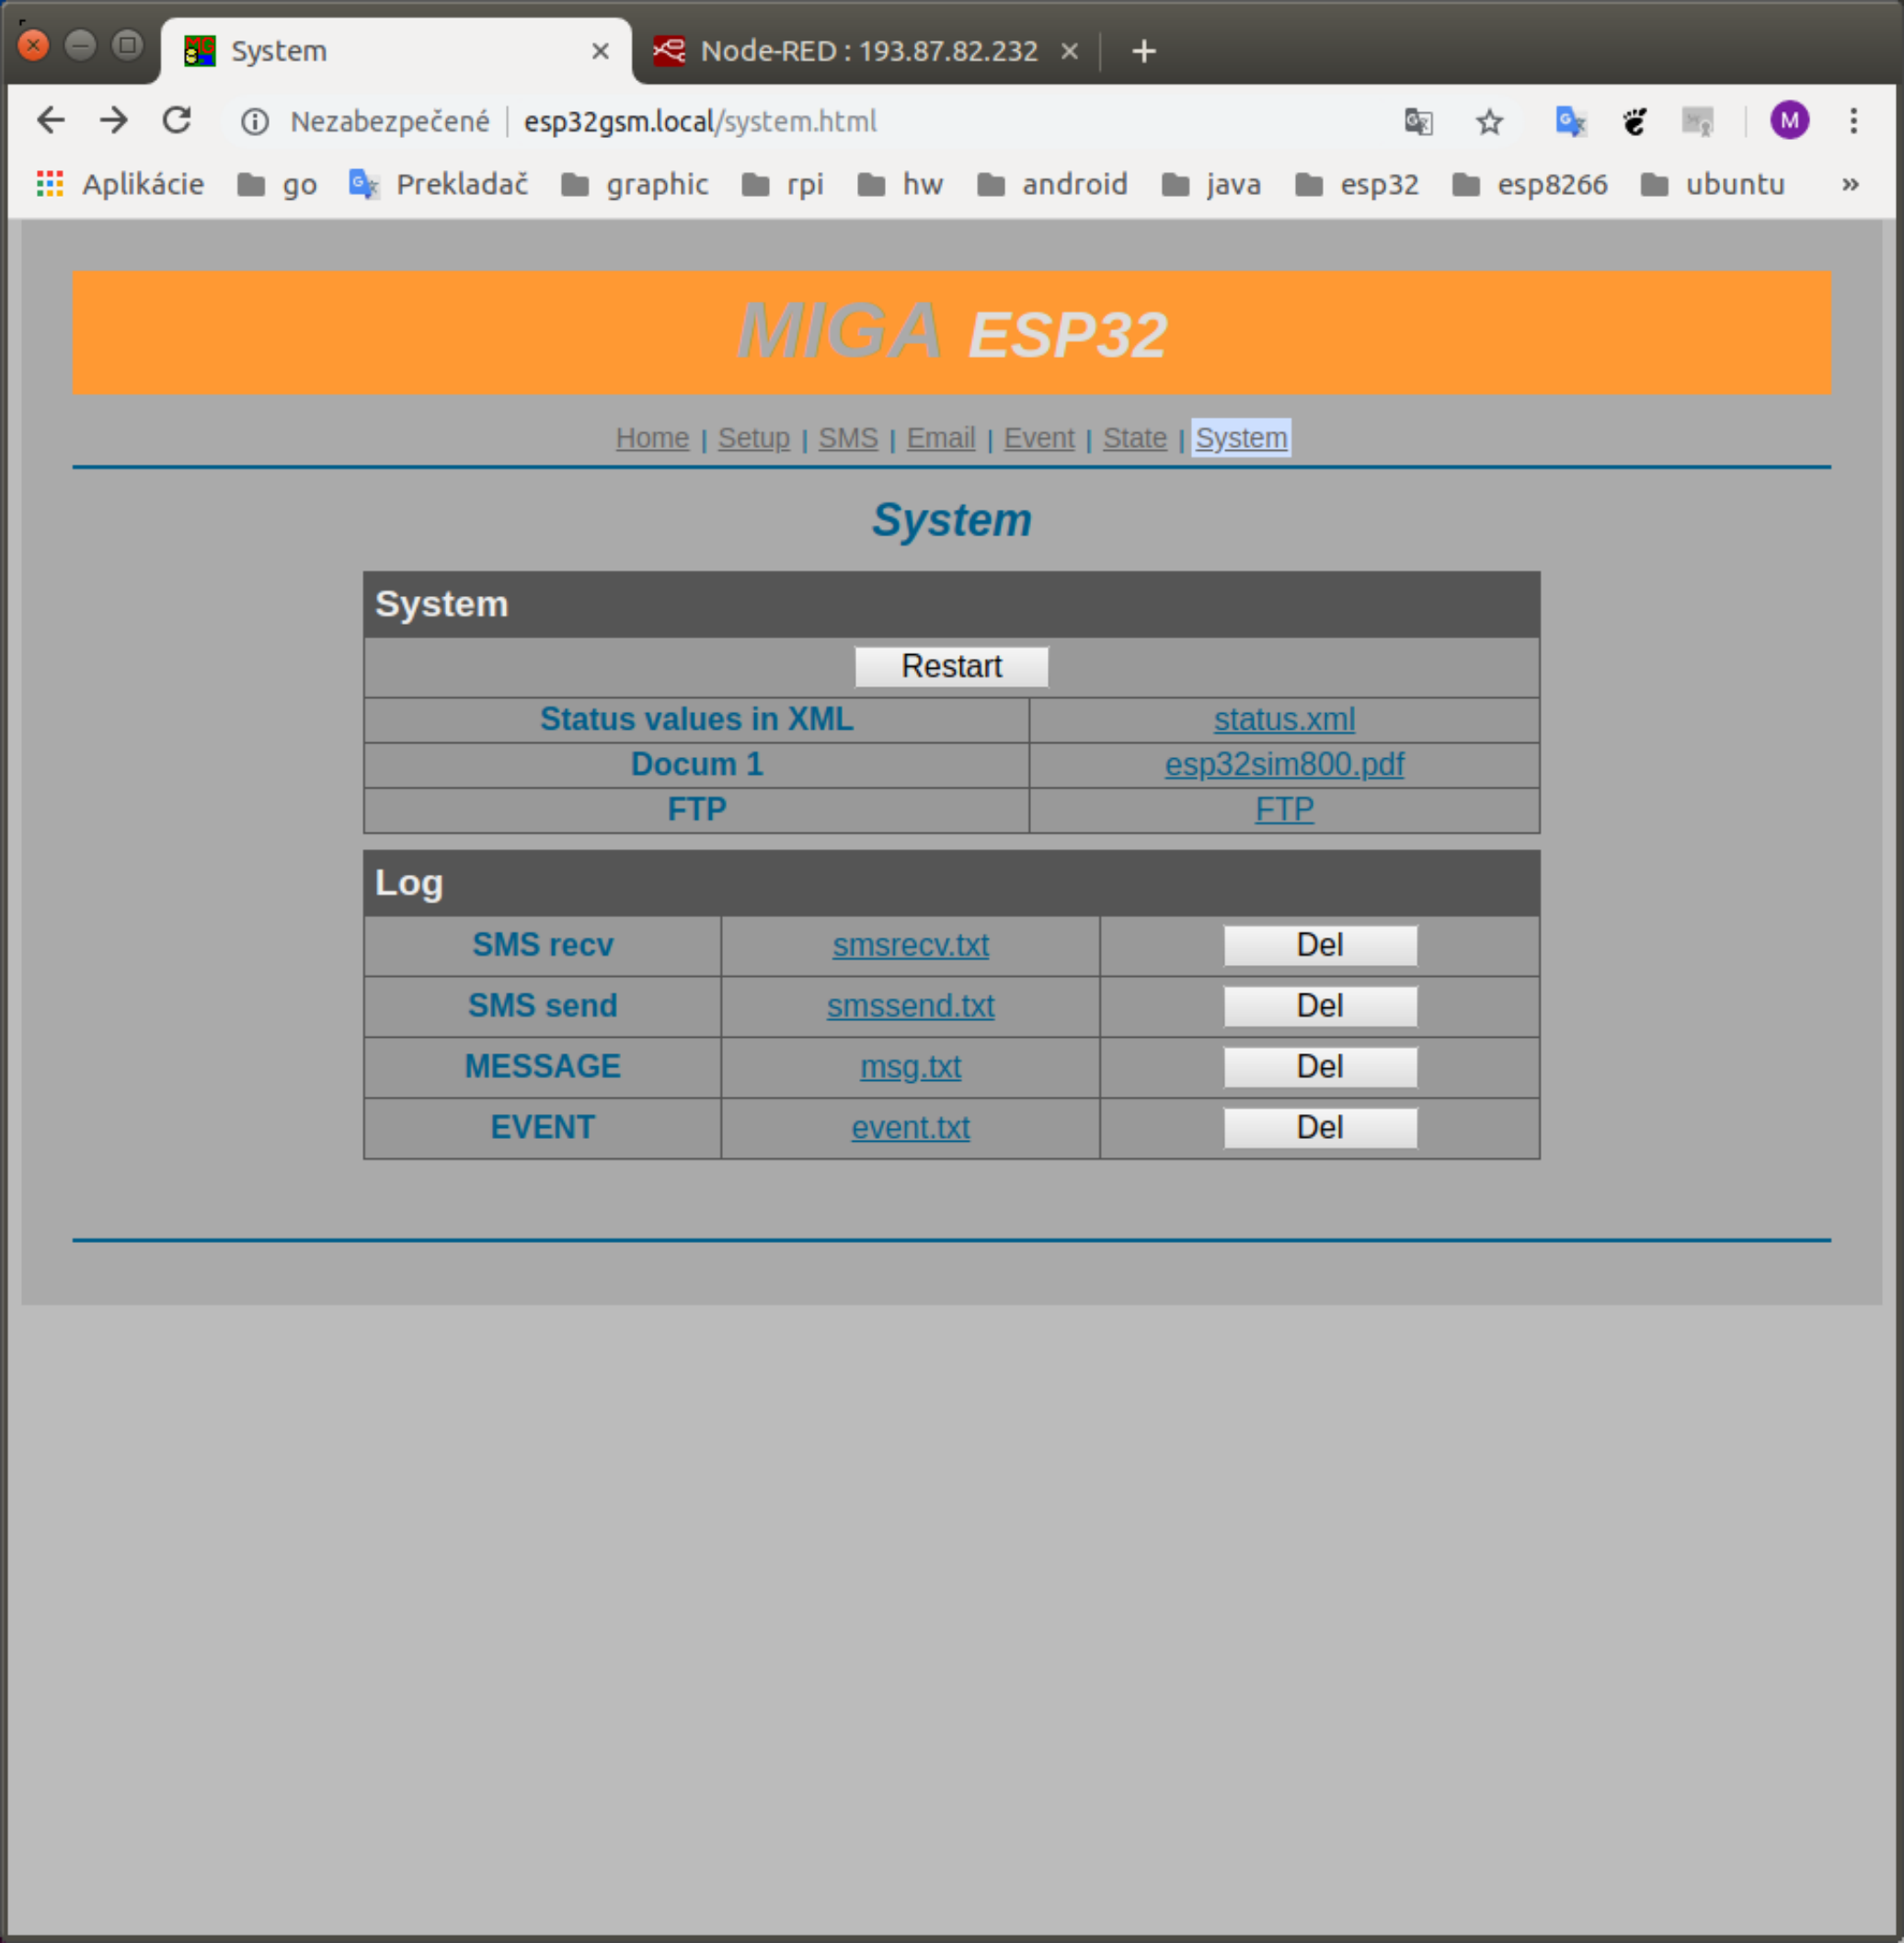 System
Node-RED : 193.87.82.232
Nezabezpečené esp32gsm.local/system.html
M
Aplikácie go Prekladač graphic rpi hw android java esp32 esp8266 ubuntu »
MIGA ESP32
Home | Setup | SMS | Email | Event | State | System
System
System
Restart
Status values in XML status.xml
Docum 1 esp32sim800.pdf
FTP FTP
Log
SMS recv smsrecv.txt Del
SMS send smssend.txt Del
MESSAGE msg.txt Del
EVENT event.txt Del